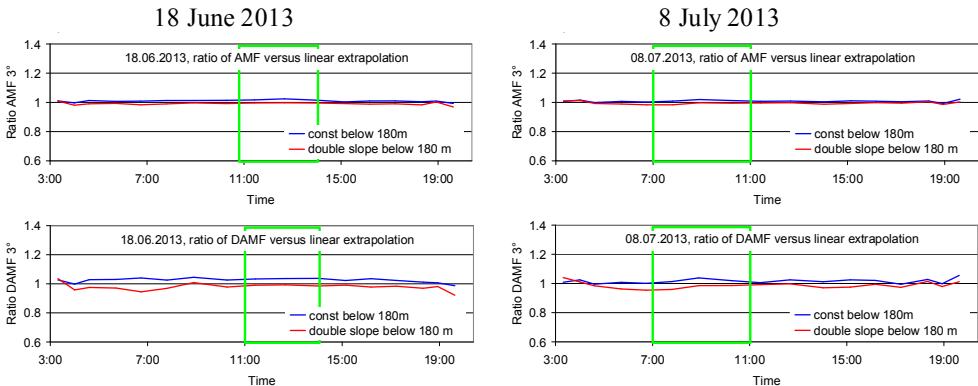 18 June 2013
8 July 2013
1.4
1.2
1
0.8
0.6
Ratio AMF 3°
18.06.2013, ratio of AMF versus linear extrapolation
const below 180m
double slope below 180 m
3:00 7:00 11:00 15:00 19:00
Time
1.4
1.2
1
0.8
0.6
Ratio AMF 3°
08.07.2013, ratio of AMF versus linear extrapolation
const below 180m
double slope below 180 m
3:00 7:00 11:00 15:00 19:00
Time
1.4
1.2
1
0.8
0.6
Ratio DAMF 3°
18.06.2013, ratio of DAMF versus linear extrapolation
const below 180m
double slope below 180 m
3:00 7:00 11:00 15:00 19:00
Time
1.4
1.2
1
0.8
0.6
Ratio DAMF 3°
08.07.2013, ratio of DAMF versus linear extrapolation
const below 180m
double slope below 180 m
3:00 7:00 11:00 15:00 19:00
Time